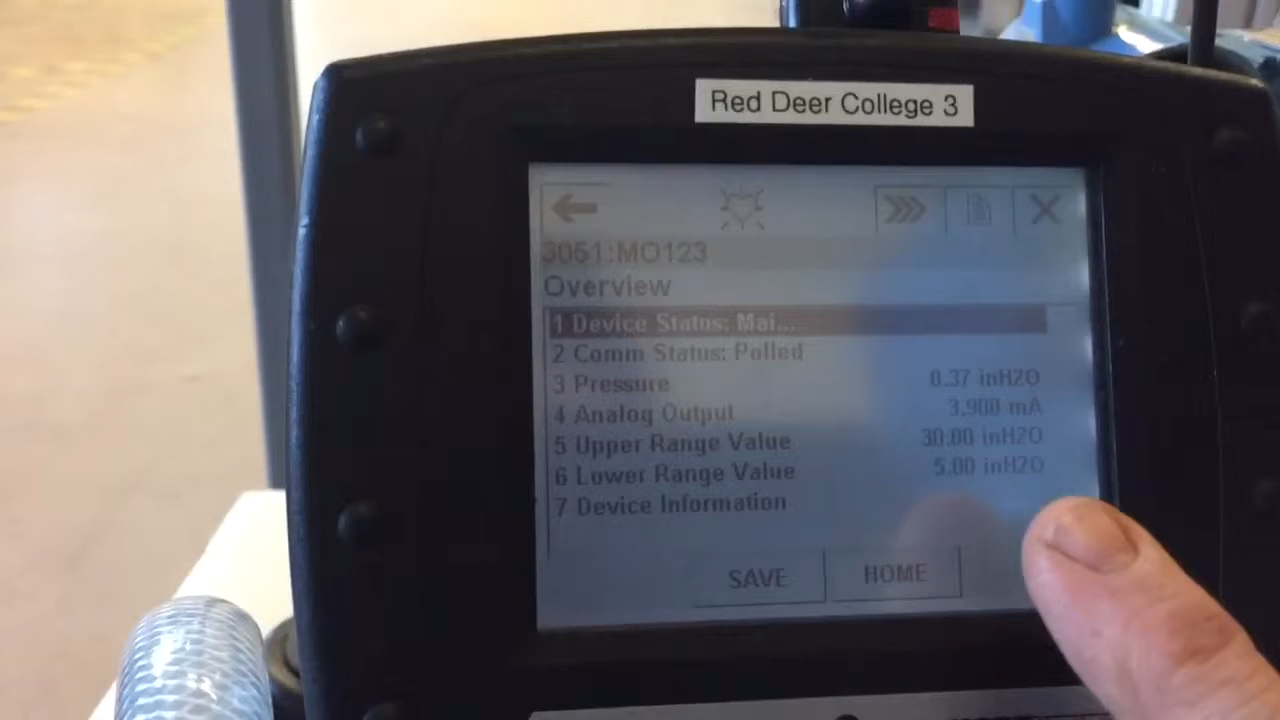 Red Deer College 3
3051:MO123
Overview
1 Device Status: Mai...
2 Comm Status: Polled
3 Pressure 0.37 inH2O
4 Analog Output 3.900 mA
5 Upper Range Value 30.00 inH2O
6 Lower Range Value 5.00 inH2O
7 Device Information
SAVE HOME